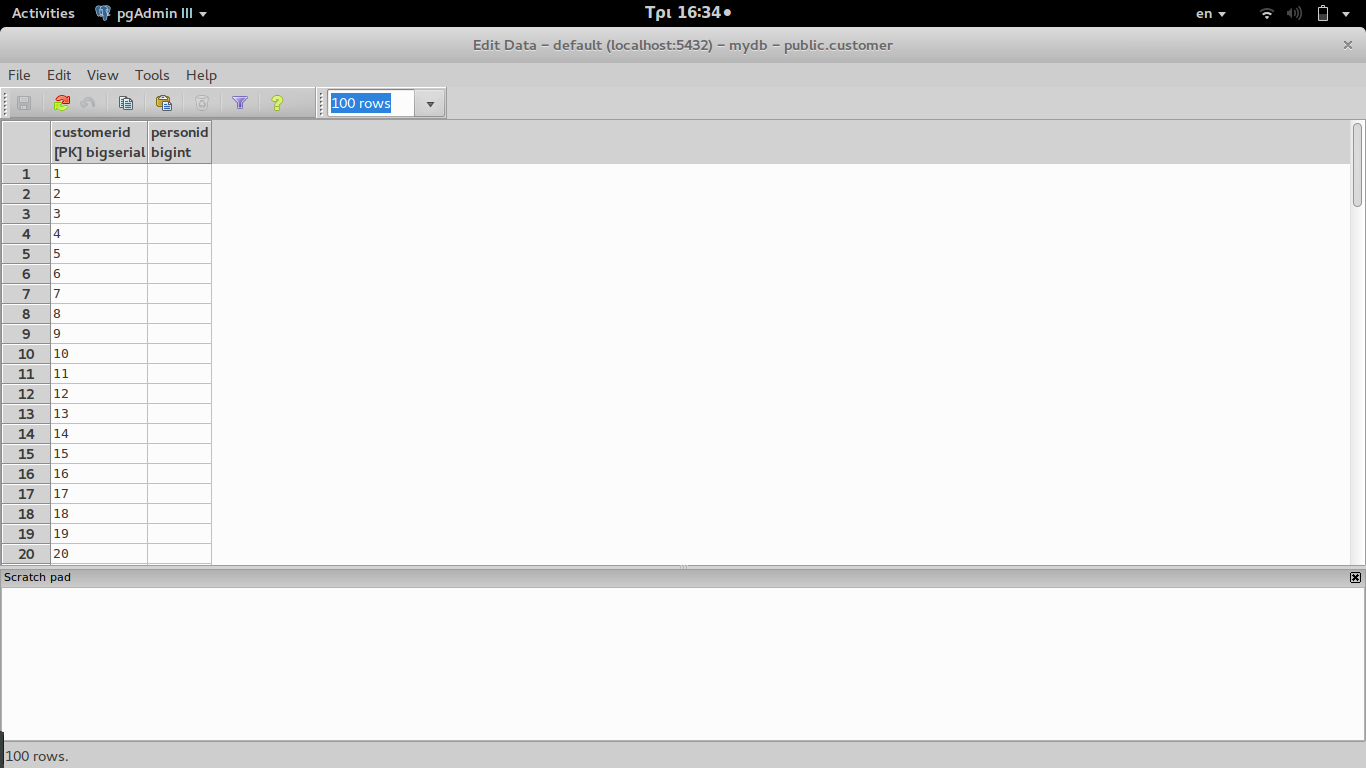 Activities pgAdmin III Τρι 16:34 en
Edit Data – default (localhost:5432) – mydb – public.customer
File Edit View Tools Help
100 rows
customerid personid
[PK] bigserial bigint
1 1
2 2
3 3
4 4
5 5
6 6
7 7
8 8
9 9
10 10
11 11
12 12
13 13
14 14
15 15
16 16
17 17
18 18
19 19
20 20
Scratch pad
100 rows.